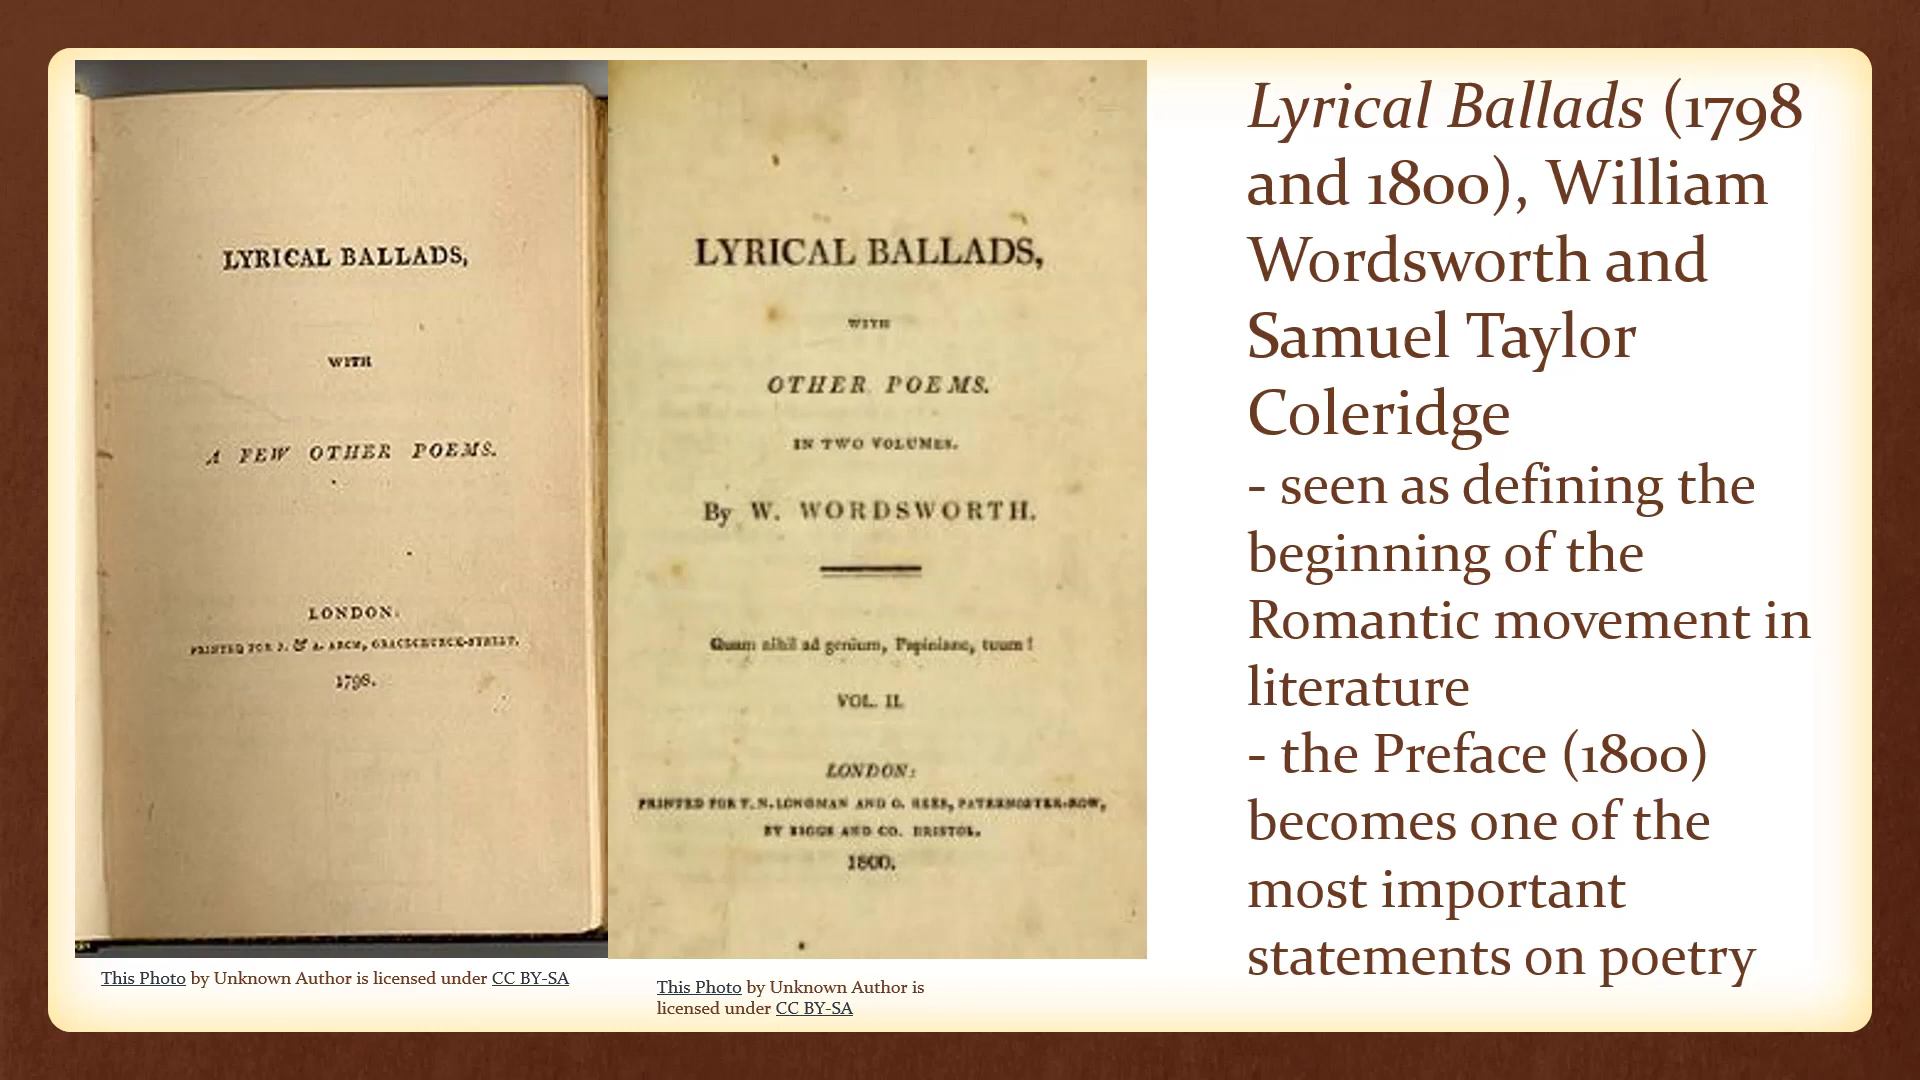 LYRICAL BALLADS,
WITH
A FEW OTHER POEMS.
LONDON:
PRINTED FOR J. & A. ARCH, GRACECHURCH-STREET.
1798.
LYRICAL BALLADS,
WITH
OTHER POEMS.
IN TWO VOLUMES.
By W. WORDSWORTH.
Quam nihil ad genium, Papiniane, tuum!
VOL. II.
LONDON:
PRINTED FOR T. N. LONGMAN AND O. REES, PATERNOSTER-ROW,
BY BIGGS AND CO. BRISTOL.
1800.
This Photo by Unknown Author is licensed under CC BY-SA
This Photo by Unknown Author is
licensed under CC BY-SA
Lyrical Ballads (1798
and 1800), William
Wordsworth and
Samuel Taylor
Coleridge
- seen as defining the
beginning of the
Romantic movement in
literature
- the Preface (1800)
becomes one of the
most important
statements on poetry